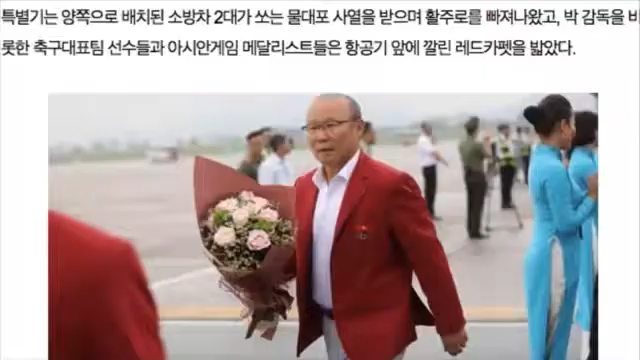 특별기는 양쪽으로 배치된 소방차 2대가 쏘는 물대포 사열을 받으며 활주로를 빠져나왔고, 박 감독을 비
롯한 축구대표팀 선수들과 아시안게임 메달리스트들은 항공기 앞에 깔린 레드카펫을 밟았다.